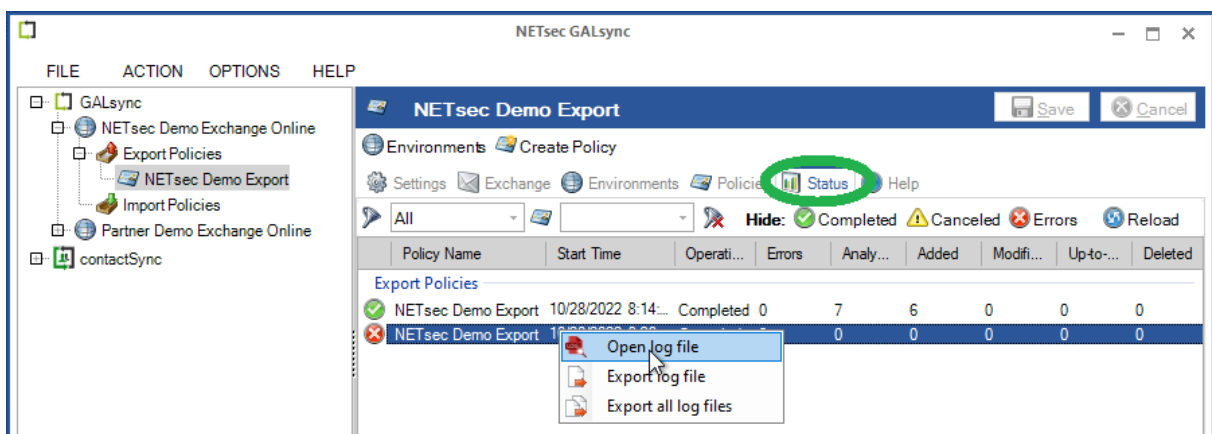 NETsec GALsync
FILE ACTION OPTIONS HELP
GALsync
NETsec Demo Exchange Online
Export Policies
NETsec Demo Export
Import Policies
Partner Demo Exchange Online
contactSync
NETsec Demo Export
Save Cancel
Environments Create Policy
Settings Exchange Environments Policies Status Help
All Hide: Completed Canceled Errors Reload
Policy Name Start Time Operati... Errors Analy... Added Modifi... Up-to-... Deleted
Export Policies
NETsec Demo Export 10/28/2022 8:14:... Completed 0 7 6 0 0 0
NETsec Demo Export 0 0 0 0 0
Open log file
Export log file
Export all log files